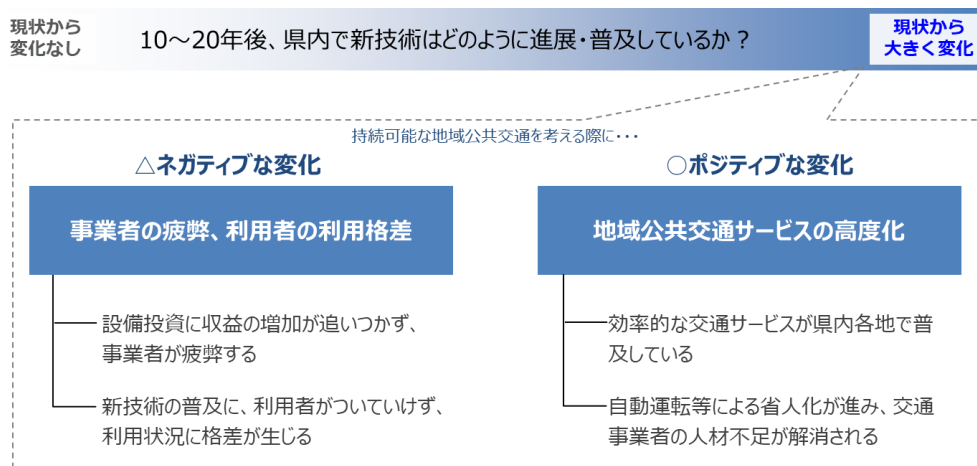 現状から
変化なし
10～20年後、県内で新技術はどのように進展・普及しているか？
現状から
大きく変化
持続可能な地域公共交通を考える際に・・・
△ネガティブな変化
事業者の疲弊、利用者の利用格差
設備投資に収益の増加が追いつかず、
事業者が疲弊する
新技術の普及に、利用者がついていけず、
利用状況に格差が生じる
○ポジティブな変化
地域公共交通サービスの高度化
効率的な交通サービスが県内各地で普
及している
自動運転等による省人化が進み、交通
事業者の人材不足が解消される